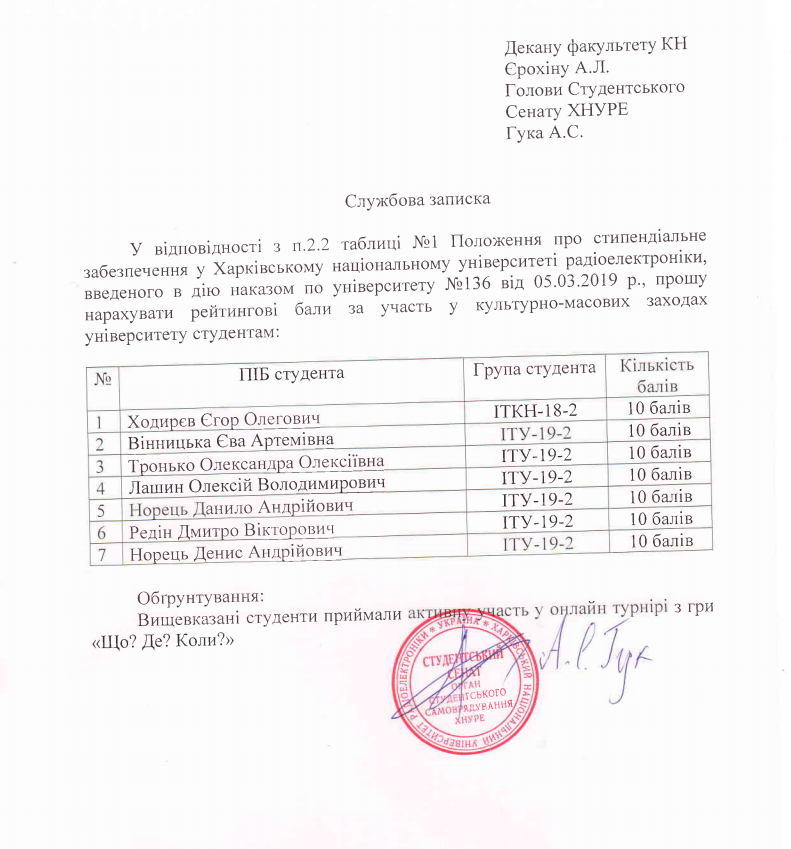 Декану факультету КН
Єрохіну А.Л.
Голови Студентського
Сенату ХНУРЕ
Гука А.С.
Службова записка
У відповідності з п.2.2 таблиці №1 Положення про стипендіальне
забезпечення у Харківському національному університеті радіоелектроніки,
введеного в дію наказом по університету №136 від 05.03.2019 р., прошу
нарахувати рейтингові бали за участь у культурно-масових заходах
університету студентам:
№ ПІБ студента Група студента Кількість балів
1 Ходирєв Єгор Олегович ІТКН-18-2 10 балів
2 Вінницька Єва Артемівна ІТУ-19-2 10 балів
3 Тронько Олександра Олексіївна ІТУ-19-2 10 балів
4 Лашин Олексій Володимирович ІТУ-19-2 10 балів
5 Норець Данило Андрійович ІТУ-19-2 10 балів
6 Редін Дмитро Вікторович ІТУ-19-2 10 балів
7 Норець Денис Андрійович ІТУ-19-2 10 балів
Обґрунтування:
Вищевказані студенти приймали активну участь у онлайн турнірі з гри
«Що? Де? Коли?»
А.С. Гук
УКРАЇНА * ХАРКІВСЬКИЙ НАЦІОНАЛЬНИЙ УНІВЕРСИТЕТ РАДІОЕЛЕКТРОНІКИ *
СТУДЕНТСЬКИЙ
СЕНАТ
ОРГАН
СТУДЕНТСЬКОГО
САМОВРЯДУВАННЯ
ХНУРЕ